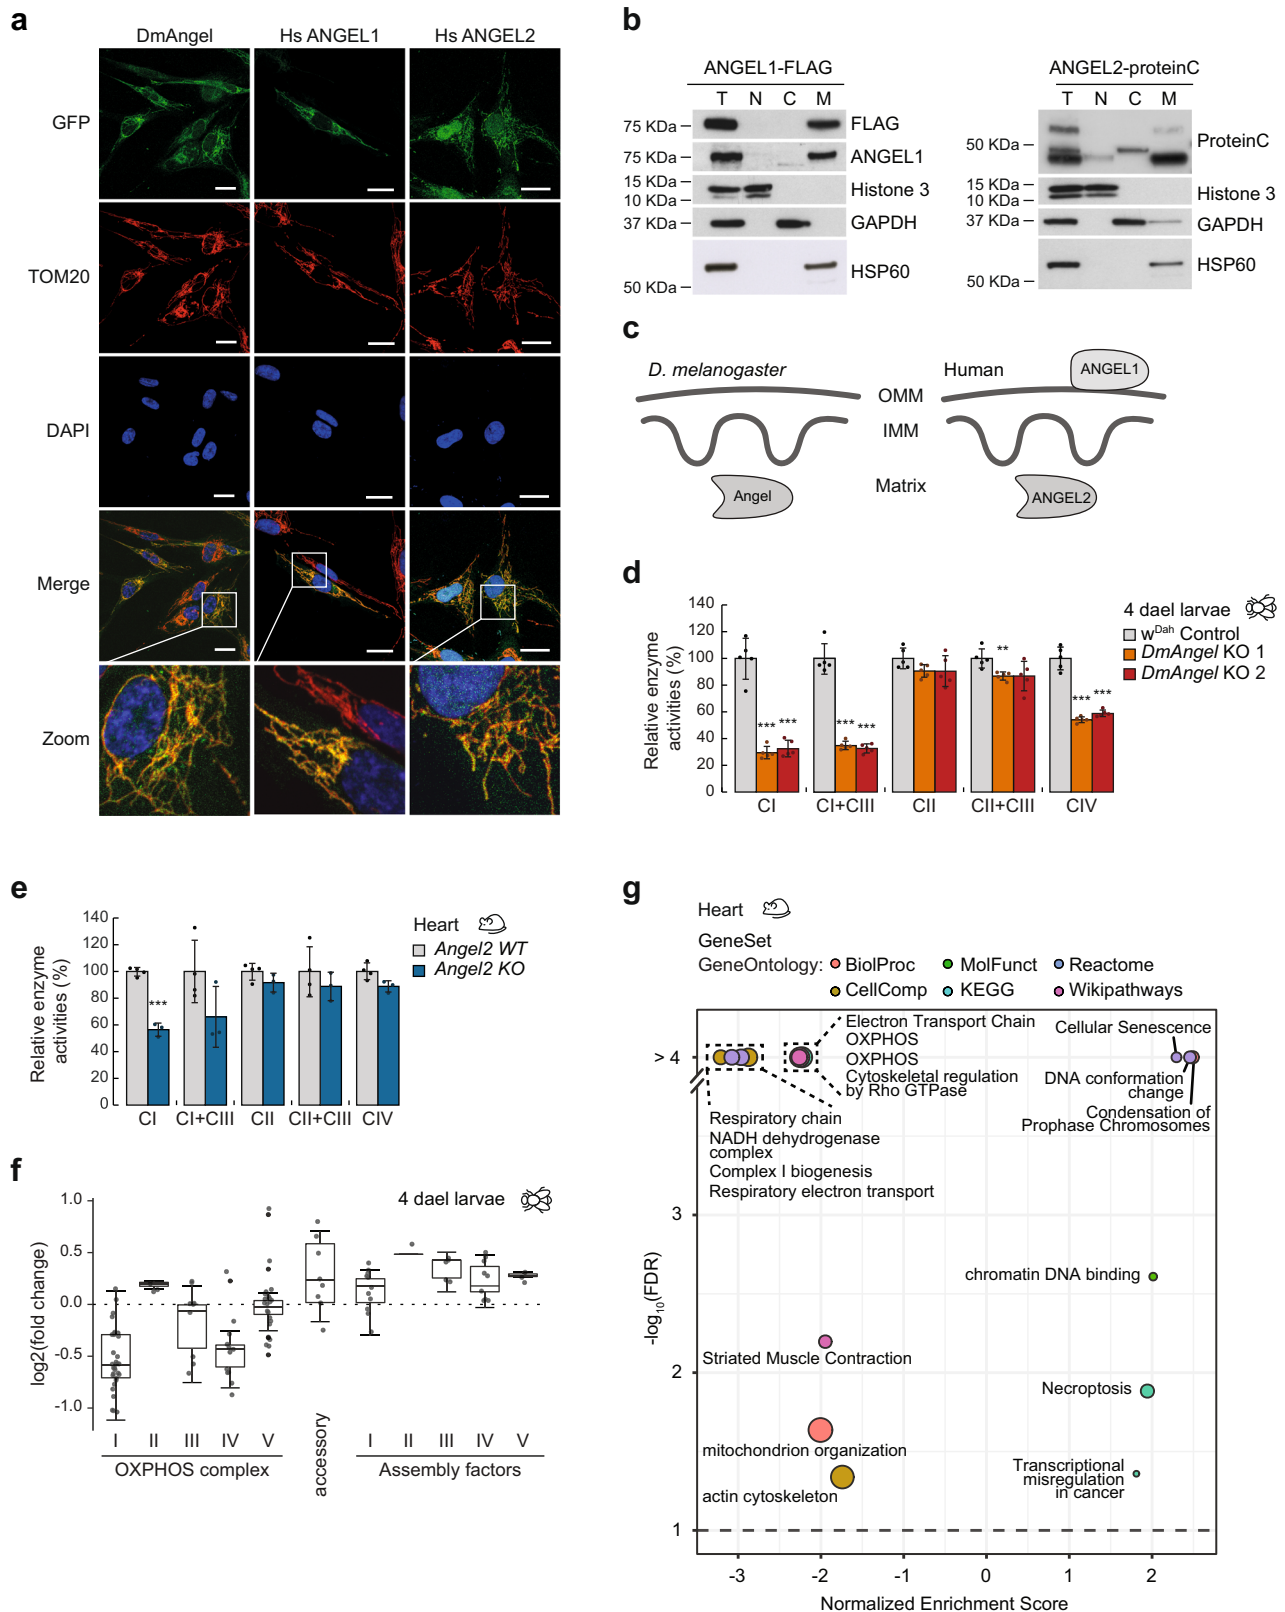 a
DmAngel
Hs ANGEL1
Hs ANGEL2
GFP
TOM20
DAPI
Merge
Zoom
b
ANGEL1-FLAG
T N C M
75 KDa
FLAG
75 KDa
ANGEL1
15 KDa
10 KDa
Histone 3
37 KDa
GAPDH
HSP60
50 KDa
ANGEL2-proteinC
T N C M
50 KDa
ProteinC
15 KDa
10 KDa
Histone 3
37 KDa
GAPDH
HSP60
50 KDa
c
D. melanogaster
Human
ANGEL1
OMM
IMM
Matrix
Angel
ANGEL2
d
4 dael larvae
w^Dah Control
DmAngel KO 1
DmAngel KO 2
Relative enzyme
activities (%)
140
120
100
80
60
40
20
0
*** ***
*** ***
**
*** ***
CI CI+CIII CII CII+CIII CIV
e
Heart
Angel2 WT
Angel2 KO
Relative enzyme
activities (%)
140
120
100
80
60
40
20
0
***
CI CI+CIII CII CII+CIII CIV
f
4 dael larvae
log2(fold change)
1.0
0.5
0.0
-0.5
-1.0
I II III IV V
OXPHOS complex
accessory
I II III IV V
Assembly factors
g
Heart
GeneSet
GeneOntology:
BiolProc
MolFunct
Reactome
CellComp
KEGG
Wikipathways
Electron Transport Chain
OXPHOS
OXPHOS
Cytoskeletal regulation
by Rho GTPase
Cellular Senescence
DNA conformation
change
Condensation of
Prophase Chromosomes
Respiratory chain
NADH dehydrogenase
complex
Complex I biogenesis
Respiratory electron transport
chromatin DNA binding
Striated Muscle Contraction
Necroptosis
mitochondrion organization
Transcriptional
misregulation
in cancer
actin cytoskeleton
-log10(FDR)
> 4
3
2
1
-3 -2 -1 0 1 2
Normalized Enrichment Score